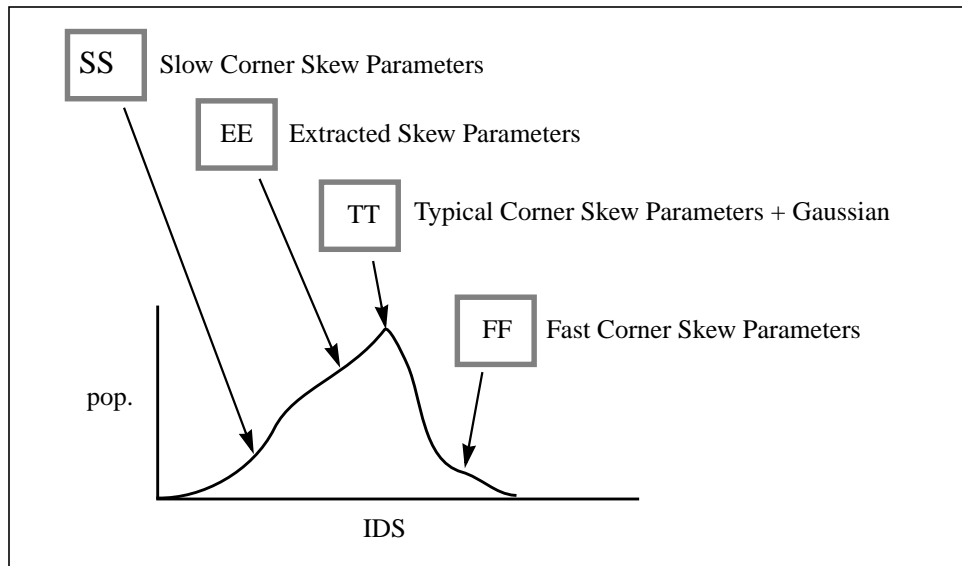 SS Slow Corner Skew Parameters
EE Extracted Skew Parameters
TT Typical Corner Skew Parameters + Gaussian
FF Fast Corner Skew Parameters
pop.
IDS